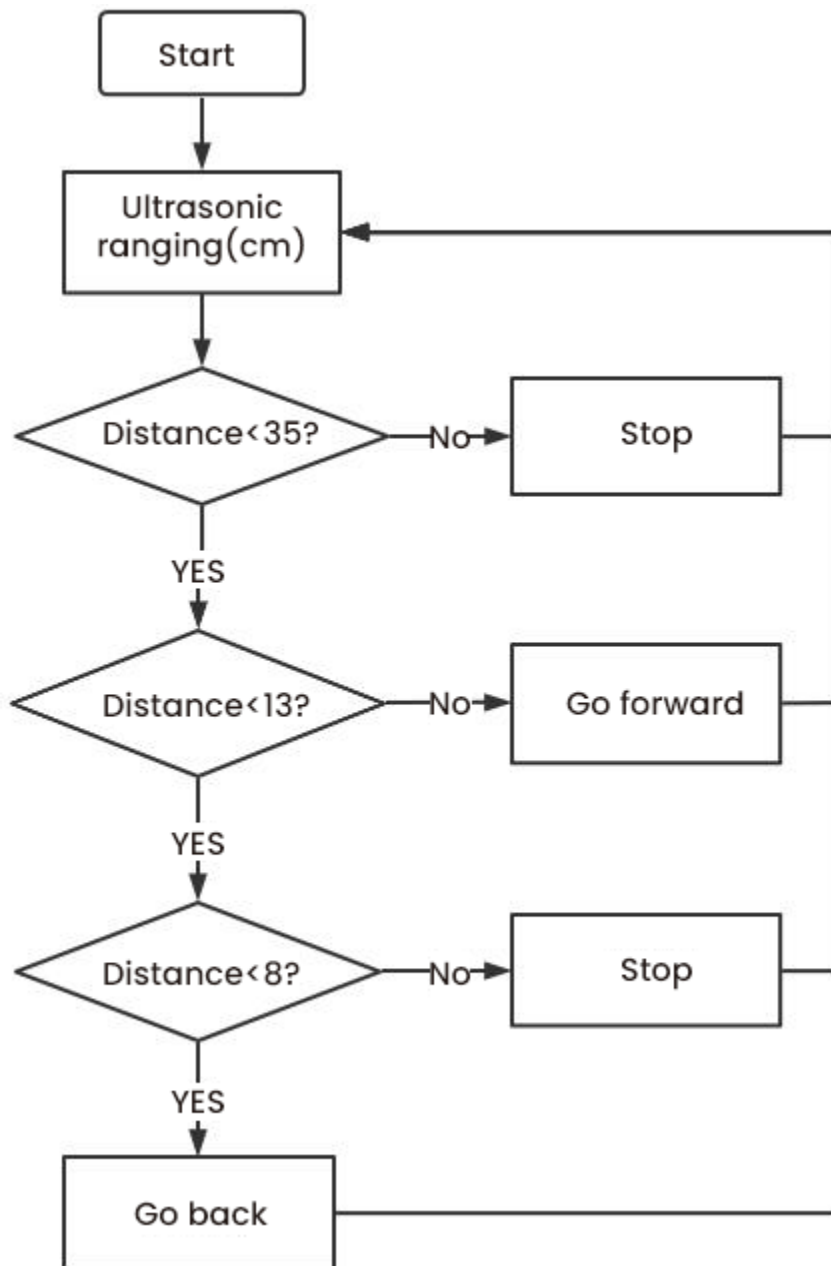 Start
Ultrasonic
ranging(cm)
Distance<35?
No
Stop
YES
Distance<13?
No
Go forward
YES
Distance<8?
No
Stop
YES
Go back